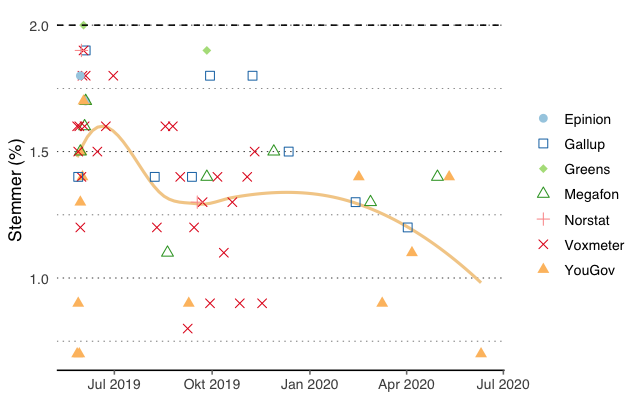 2.0
1.5
1.0
Stemmer (%)
Jul 2019
Okt 2019
Jan 2020
Apr 2020
Jul 2020
Epinion
Gallup
Greens
Megafon
Norstat
Voxmeter
YouGov